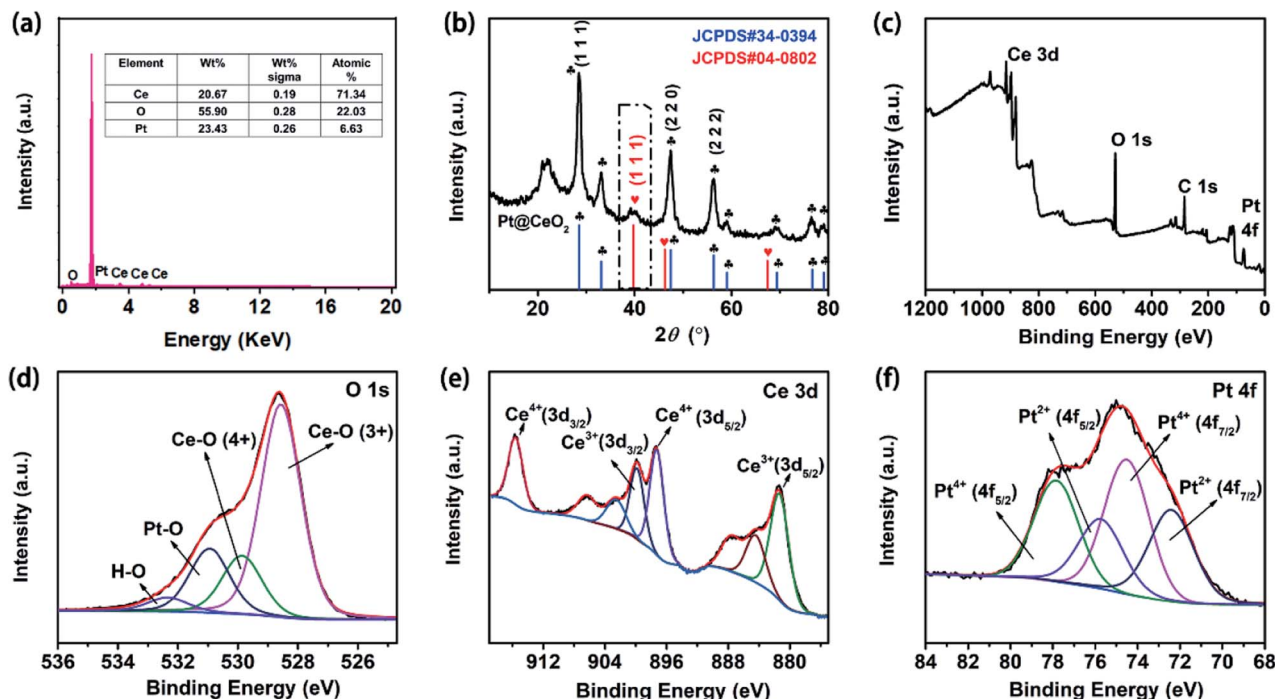 (a)
Intensity (a.u.)
Element Wt% Wt% sigma Atomic %
Ce 20.67 0.19 71.34
O 55.90 0.28 22.03
Pt 23.43 0.26 6.63
O Pt Ce Ce Ce
0 4 8 12 16 20
Energy (KeV)
(b)
Intensity (a.u.)
JCPDS#34-0394
JCPDS#04-0802
♣ (1 1 1)
♥ (1 1 1)
♣ (2 2 0)
♣ (2 2 2)
Pt@CeO₂
20 40 60 80
2θ (°)
(c)
Intensity (a.u.)
Ce 3d
O 1s
C 1s
Pt
4f
1200 1000 800 600 400 200 0
Binding Energy (eV)
(d)
Intensity (a.u.)
O 1s
Ce-O (4+)
Ce-O (3+)
Pt-O
H-O
536 534 532 530 528 526
Binding Energy (eV)
(e)
Intensity (a.u.)
Ce 3d
Ce⁴⁺(3d₃/₂)
Ce³⁺(3d₃/₂)
Ce⁴⁺(3d₅/₂)
Ce³⁺(3d₅/₂)
912 904 896 888 880
Binding Energy (eV)
(f)
Intensity (a.u.)
Pt 4f
Pt²⁺ (4f₅/₂)
Pt⁴⁺ (4f₇/₂)
Pt⁴⁺ (4f₅/₂)
Pt²⁺ (4f₇/₂)
84 82 80 78 76 74 72 70 68
Binding Energy (eV)